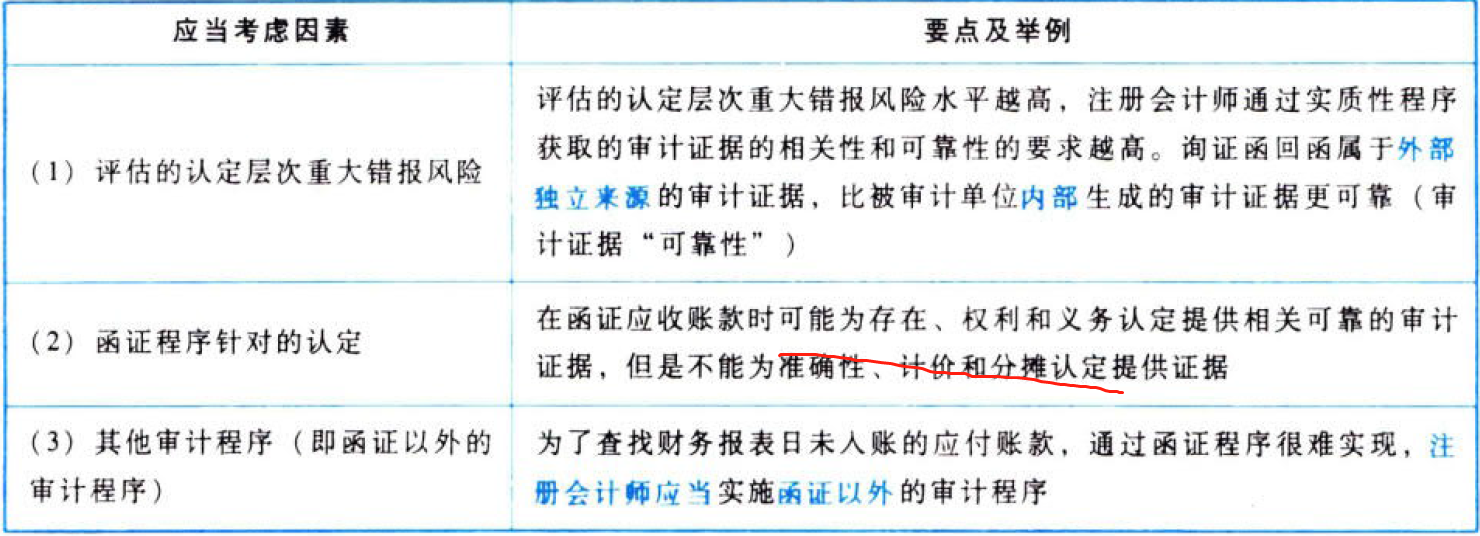 应当考虑因素
要点及举例
(1) 评估的认定层次重大错报风险
评估的认定层次重大错报风险水平越高，注册会计师通过实质性程序
获取的审计证据的相关性和可靠性的要求越高。询证函回函属于外部
独立来源的审计证据，比被审计单位内部生成的审计证据更可靠（审
计证据“可靠性”）
(2) 函证程序针对的认定
在函证应收账款时可能为存在、权利和义务认定提供相关可靠的审计
证据，但是不能为准确性、计价和分摊认定提供证据
(3) 其他审计程序（即函证以外的
审计程序）
为了查找财务报表日未入账的应付账款，通过函证程序很难实现，注
册会计师应当实施函证以外的审计程序